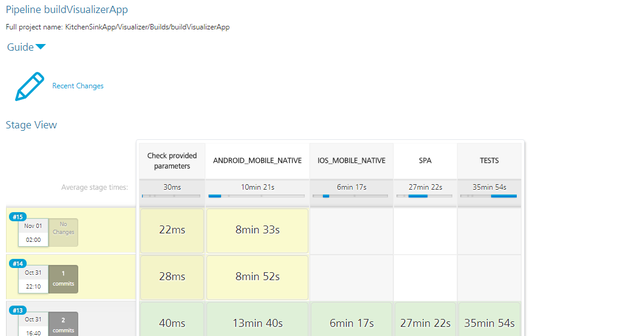 Pipeline buildVisualizerApp
Full project name: KitchenSinkApp/Visualizer/Builds/buildVisualizerApp
Guide
Recent Changes
Stage View
Check provided parameters ANDROID_MOBILE_NATIVE IOS_MOBILE_NATIVE SPA TESTS
Average stage times: 30ms 10min 21s 6min 17s 27min 22s 35min 54s
#15
Nov 01 No Changes
02:00
22ms 8min 33s
#14
Oct 31 1 commits
22:10
28ms 8min 52s
#13
Oct 31 2 commits
16:40
40ms 13min 40s 6min 17s 27min 22s 35min 54s